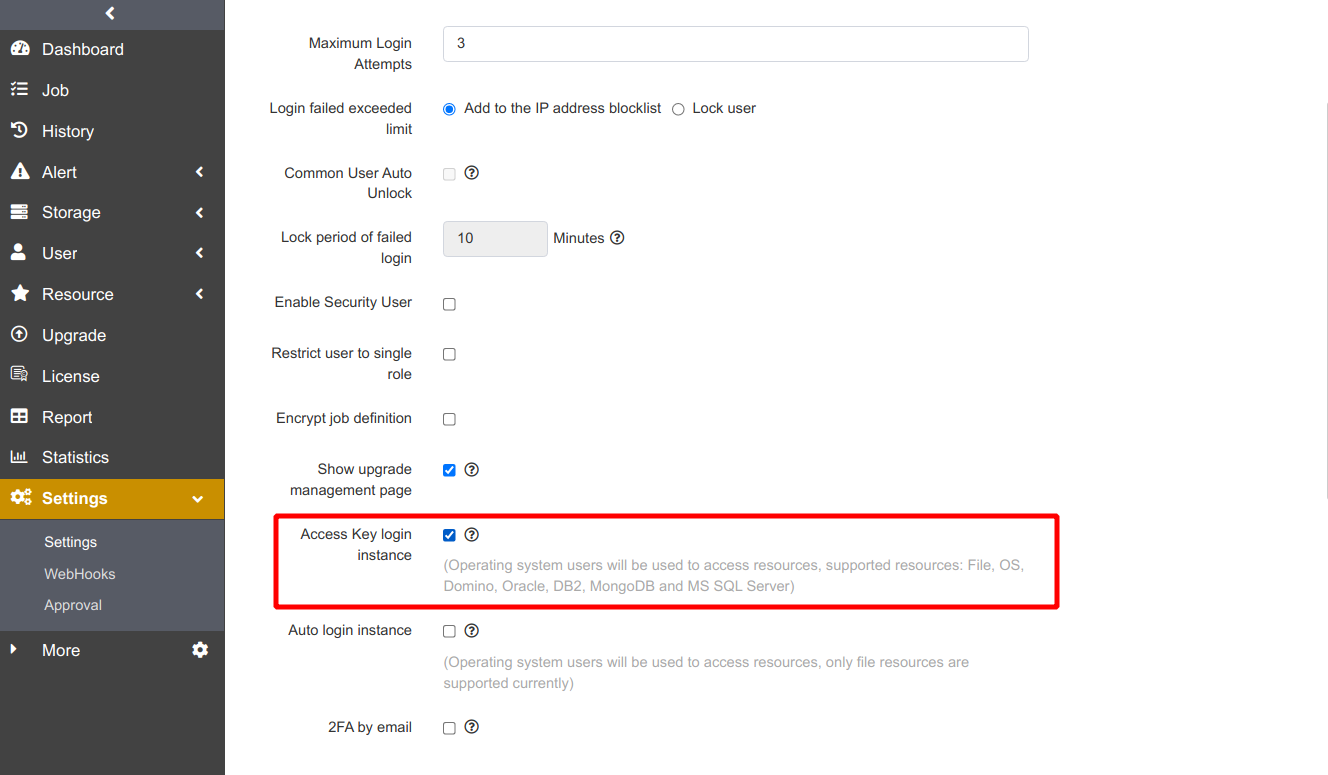 Dashboard
Job
History
Alert
Storage
User
Resource
Upgrade
License
Report
Statistics
Settings
Settings
WebHooks
Approval
More
Maximum Login
Attempts
3
Login failed exceeded
limit
Add to the IP address blocklist
Lock user
Common User Auto
Unlock
Lock period of failed
login
10
Minutes
Enable Security User
Restrict user to single
role
Encrypt job definition
Show upgrade
management page
Access Key login
instance
(Operating system users will be used to access resources, supported resources: File, OS,
Domino, Oracle, DB2, MongoDB and MS SQL Server)
Auto login instance
(Operating system users will be used to access resources, only file resources are
supported currently)
2FA by email